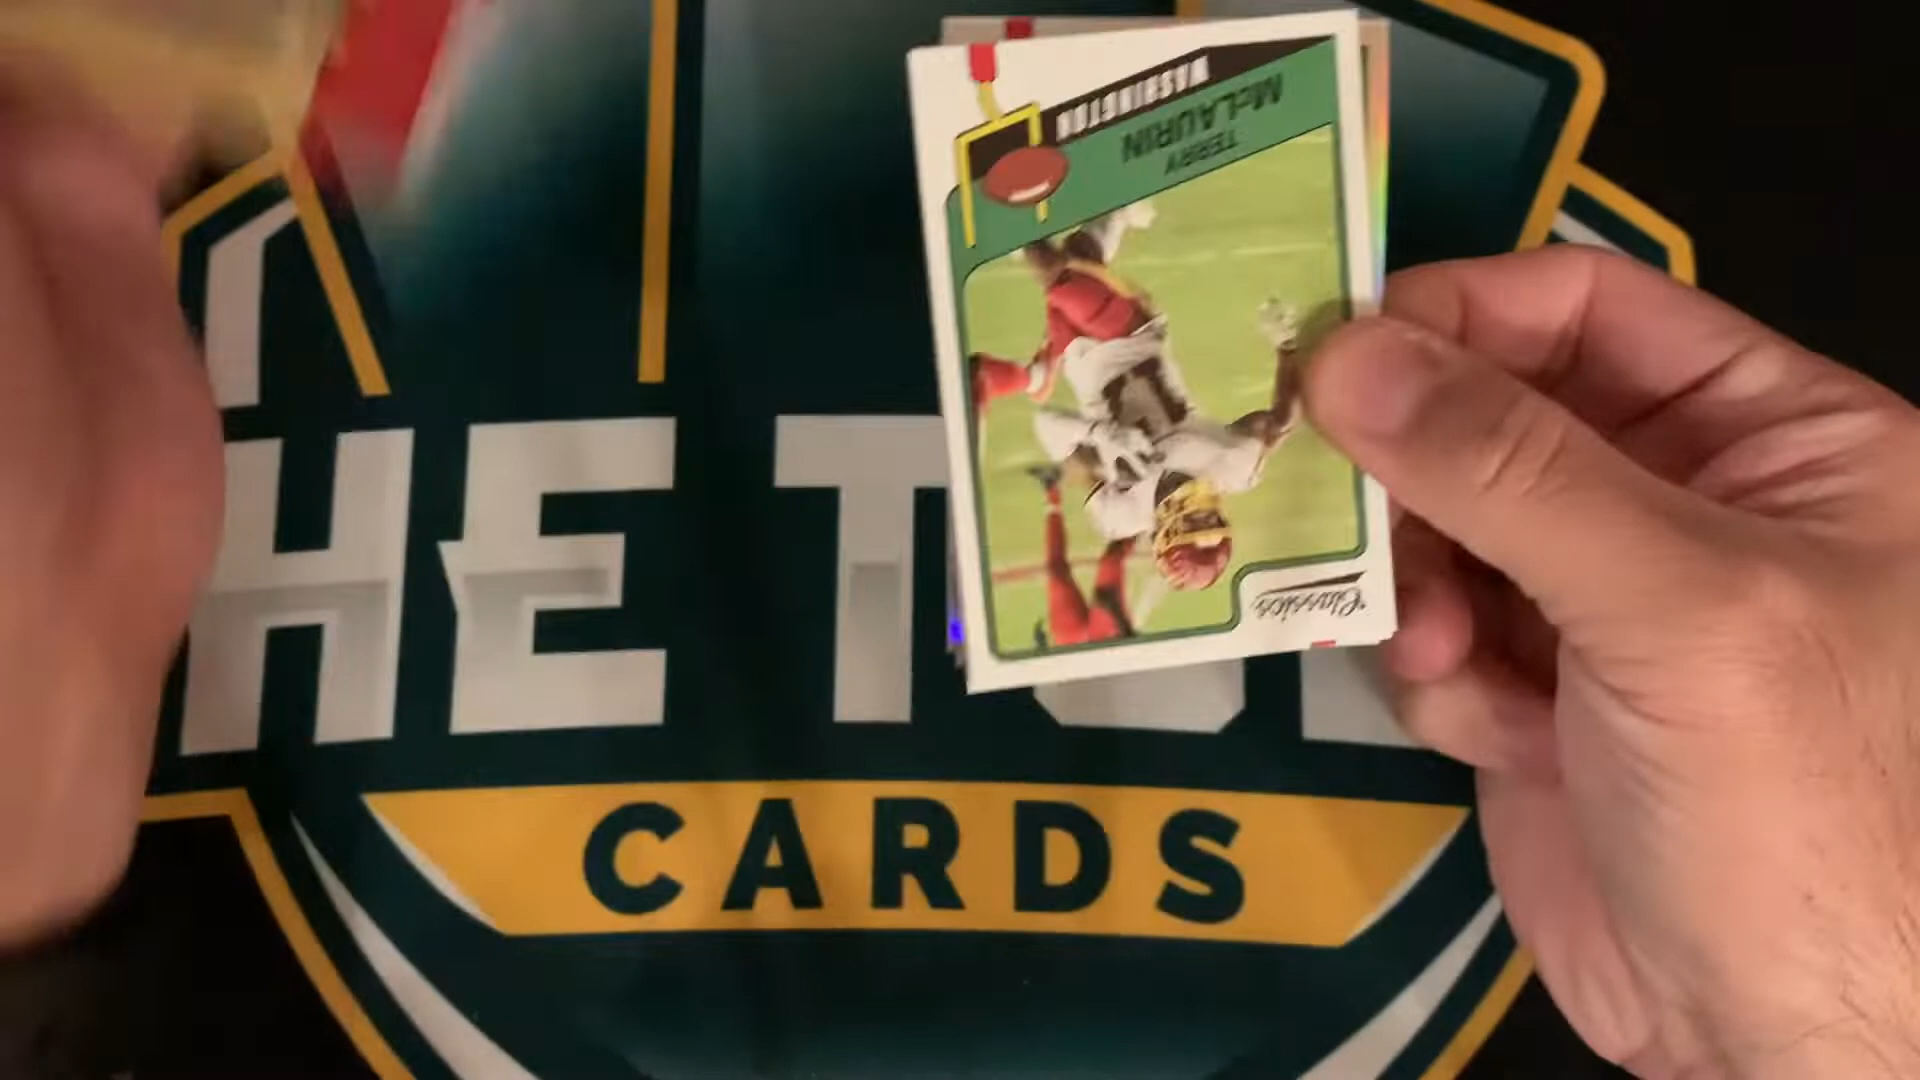 WASHINGTON
McLAURIN
TERRY
Classics
HE T
CARDS